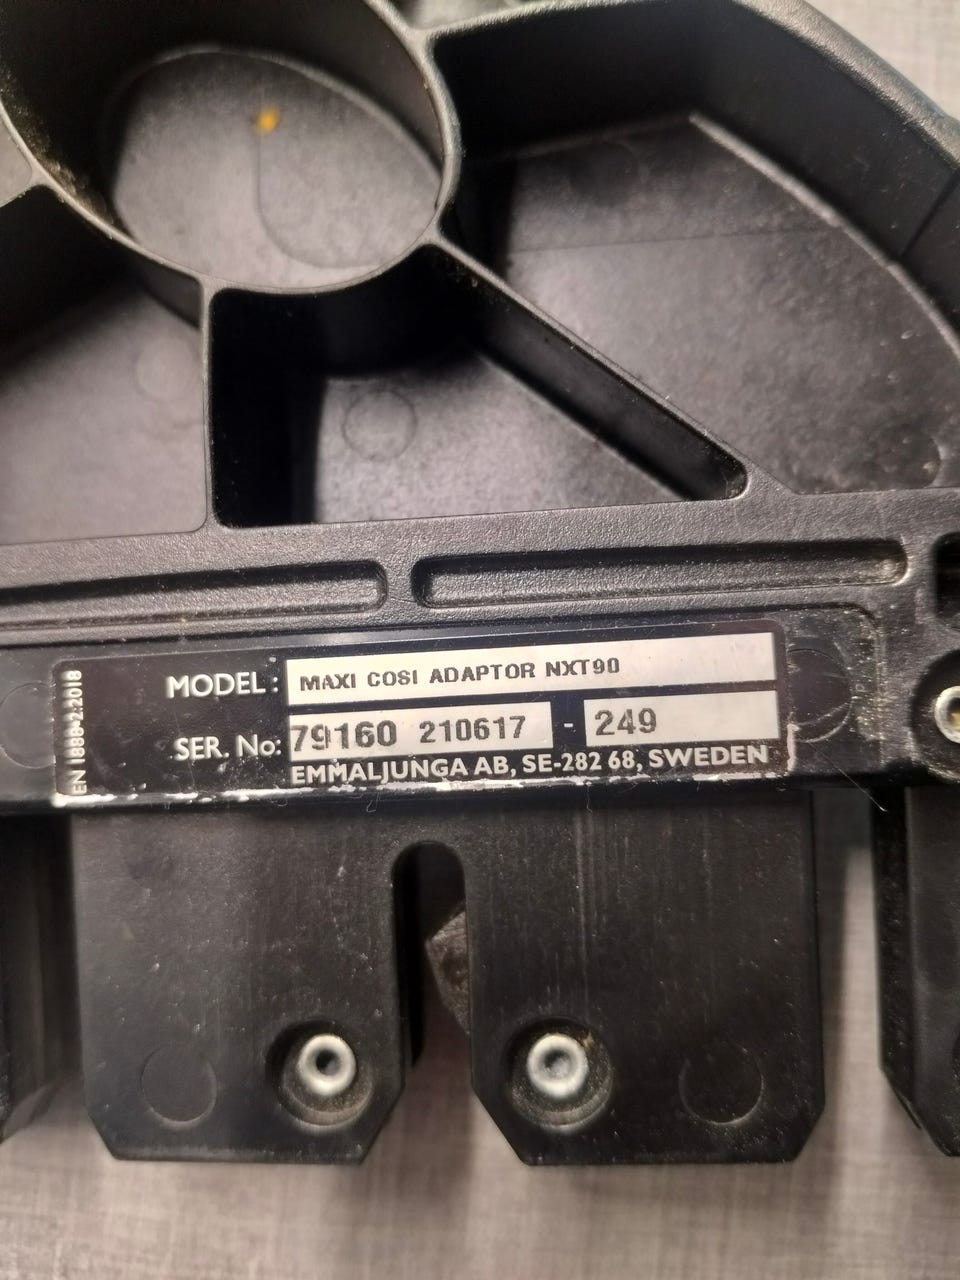 EN 1888-2:2018
MODEL: MAXI COSI ADAPTOR NXT90
SER. No: 79160 210617 - 249
EMMALJUNGA AB, SE-282 68, SWEDEN